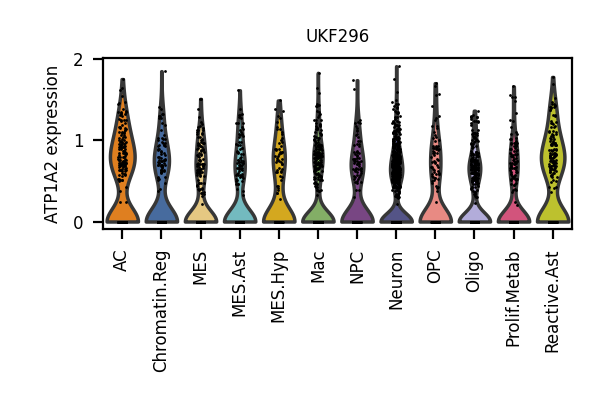 UKF296
ATP1A2 expression
2
1
0
AC
Chromatin.Reg
MES
MES.Ast
MES.Hyp
Mac
NPC
Neuron
OPC
Oligo
Prolif.Metab
Reactive.Ast